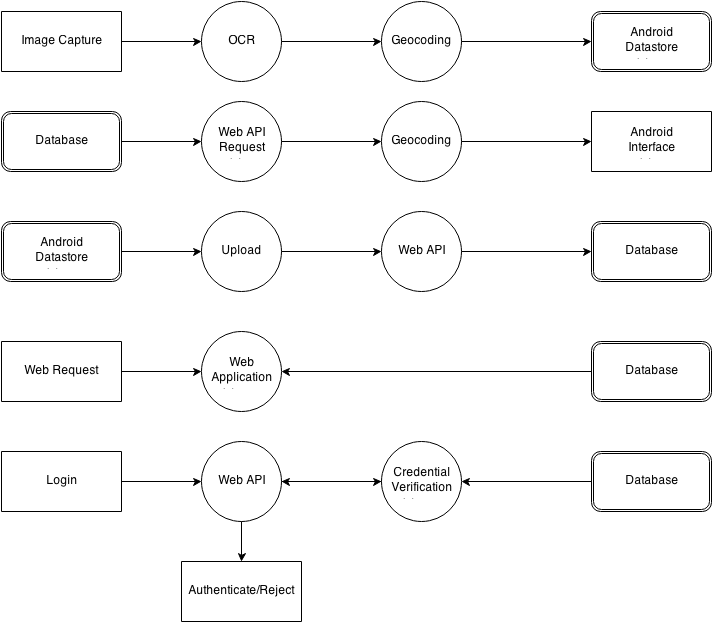 Image Capture
OCR
Geocoding
Android
Datastore
Database
Web API
Request
Geocoding
Android
Interface
Android
Datastore
Upload
Web API
Database
Web Request
Web
Application
Database
Login
Web API
Credential
Verification
Database
Authenticate/Reject